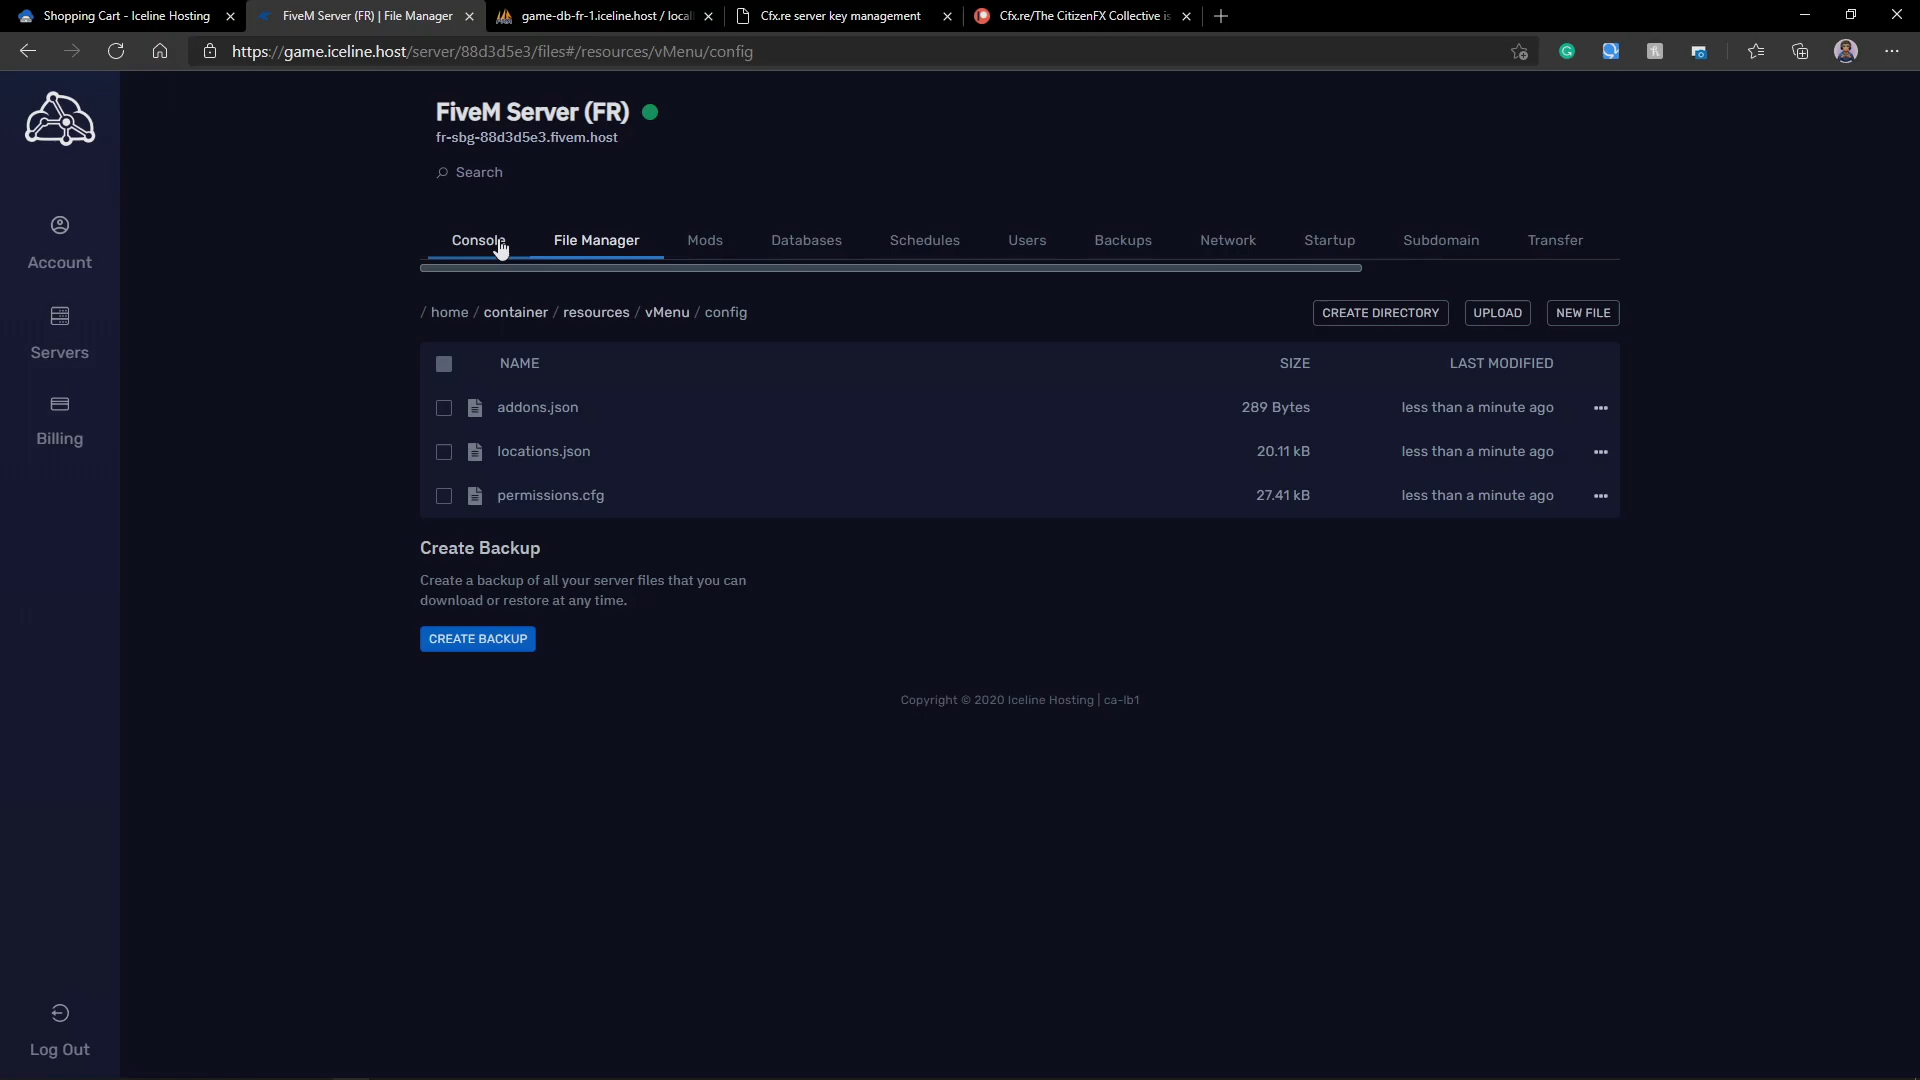 Shopping Cart - Iceline Hosting
FiveM Server (FR) | File Manager
game-db-fr-1.iceline.host / local
Cfx.re server key management
Cfx.re/The CitizenFX Collective is
https://game.iceline.host/server/88d3d5e3/files#/resources/vMenu/config
FiveM Server (FR)
fr-sbg-88d3d5e3.fivem.host
Search
Console File Manager Mods Databases Schedules Users Backups Network Startup Subdomain Transfer
/ home / container / resources / vMenu / config
CREATE DIRECTORY UPLOAD NEW FILE
NAME SIZE LAST MODIFIED
addons.json 289 Bytes less than a minute ago
locations.json 20.11 kB less than a minute ago
permissions.cfg 27.41 kB less than a minute ago
Create Backup
Create a backup of all your server files that you can
download or restore at any time.
CREATE BACKUP
Copyright © 2020 Iceline Hosting | ca-lb1
Account
Servers
Billing
Log Out